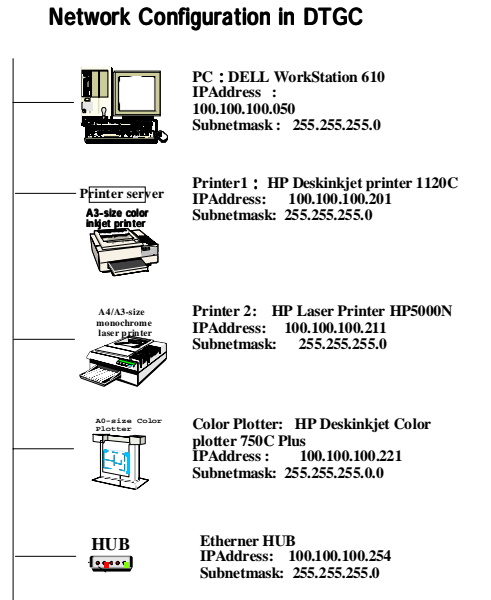 Network Configuration in DTGC
PC : DELL WorkStation 610
IPAddress :
100.100.100.050
Subnetmask : 255.255.255.0
Printer server
A3-size color
inkjet printer
Printer1 : HP Deskinkjet printer 1120C
IPAddress: 100.100.100.201
Subnetmask: 255.255.255.0
A4/A3-size
monochrome
laser printer
Printer 2: HP Laser Printer HP5000N
IPAddress: 100.100.100.211
Subnetmask: 255.255.255.0
A0-size Color
Plotter
Color Plotter: HP Deskinkjet Color
plotter 750C Plus
IPAddress : 100.100.100.221
Subnetmask: 255.255.255.0.0
HUB
Etherner HUB
IPAddress: 100.100.100.254
Subnetmask: 255.255.255.0